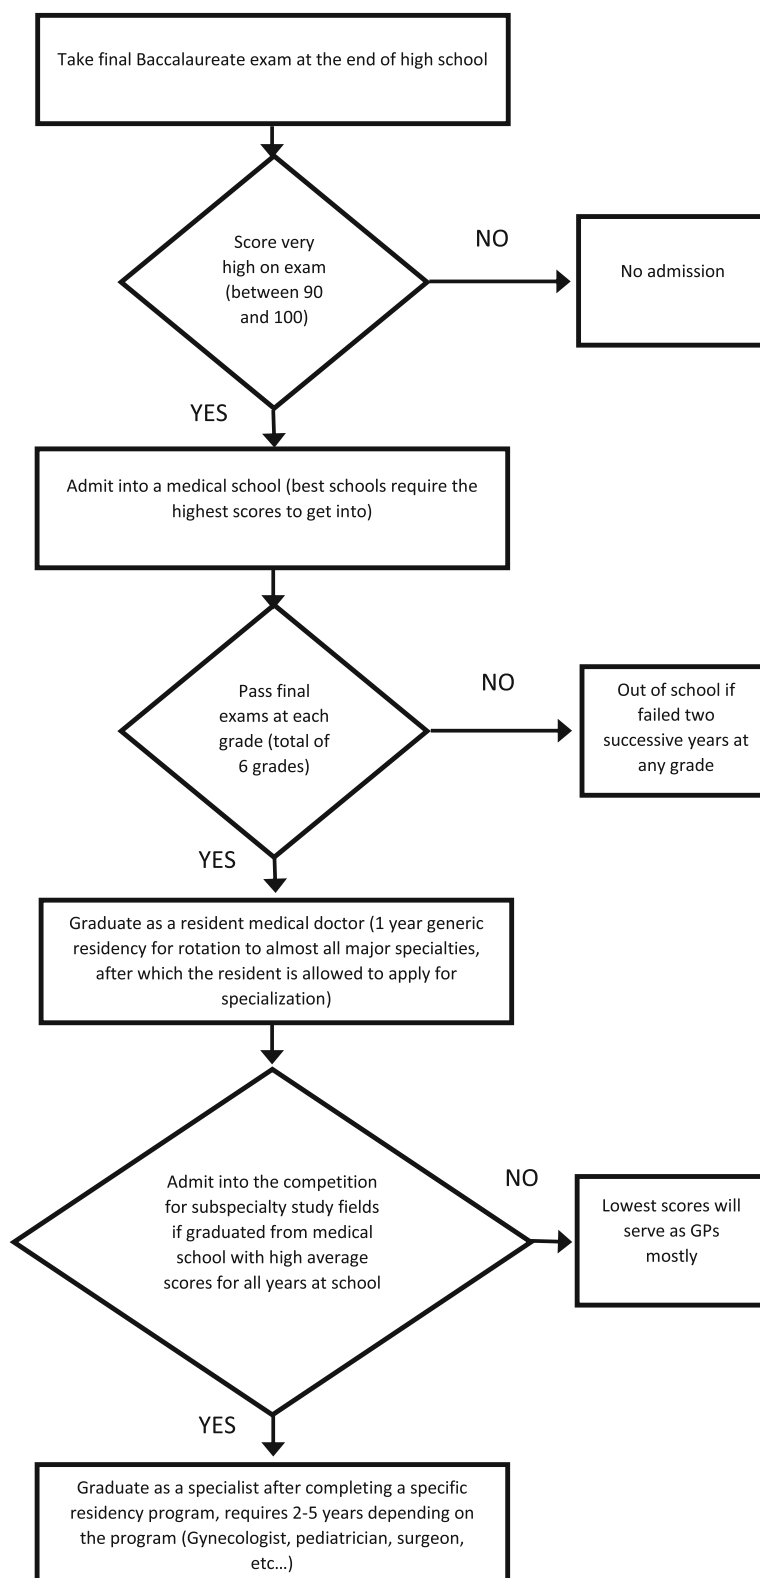 Take final Baccalaureate exam at the end of high school
Score very
high on exam
(between 90
and 100)
NO
No admission
YES
Admit into a medical school (best schools require the
highest scores to get into)
Pass final
exams at each
grade (total of
6 grades)
NO
Out of school if
failed two
successive years at
any grade
YES
Graduate as a resident medical doctor (1 year generic
residency for rotation to almost all major specialties,
after which the resident is allowed to apply for
specialization)
Admit into the competition
for subspecialty study fields
if graduated from medical
school with high average
scores for all years at school
NO
Lowest scores will
serve as GPs
mostly
YES
Graduate as a specialist after completing a specific
residency program, requires 2-5 years depending on
the program (Gynecologist, pediatrician, surgeon,
etc...)